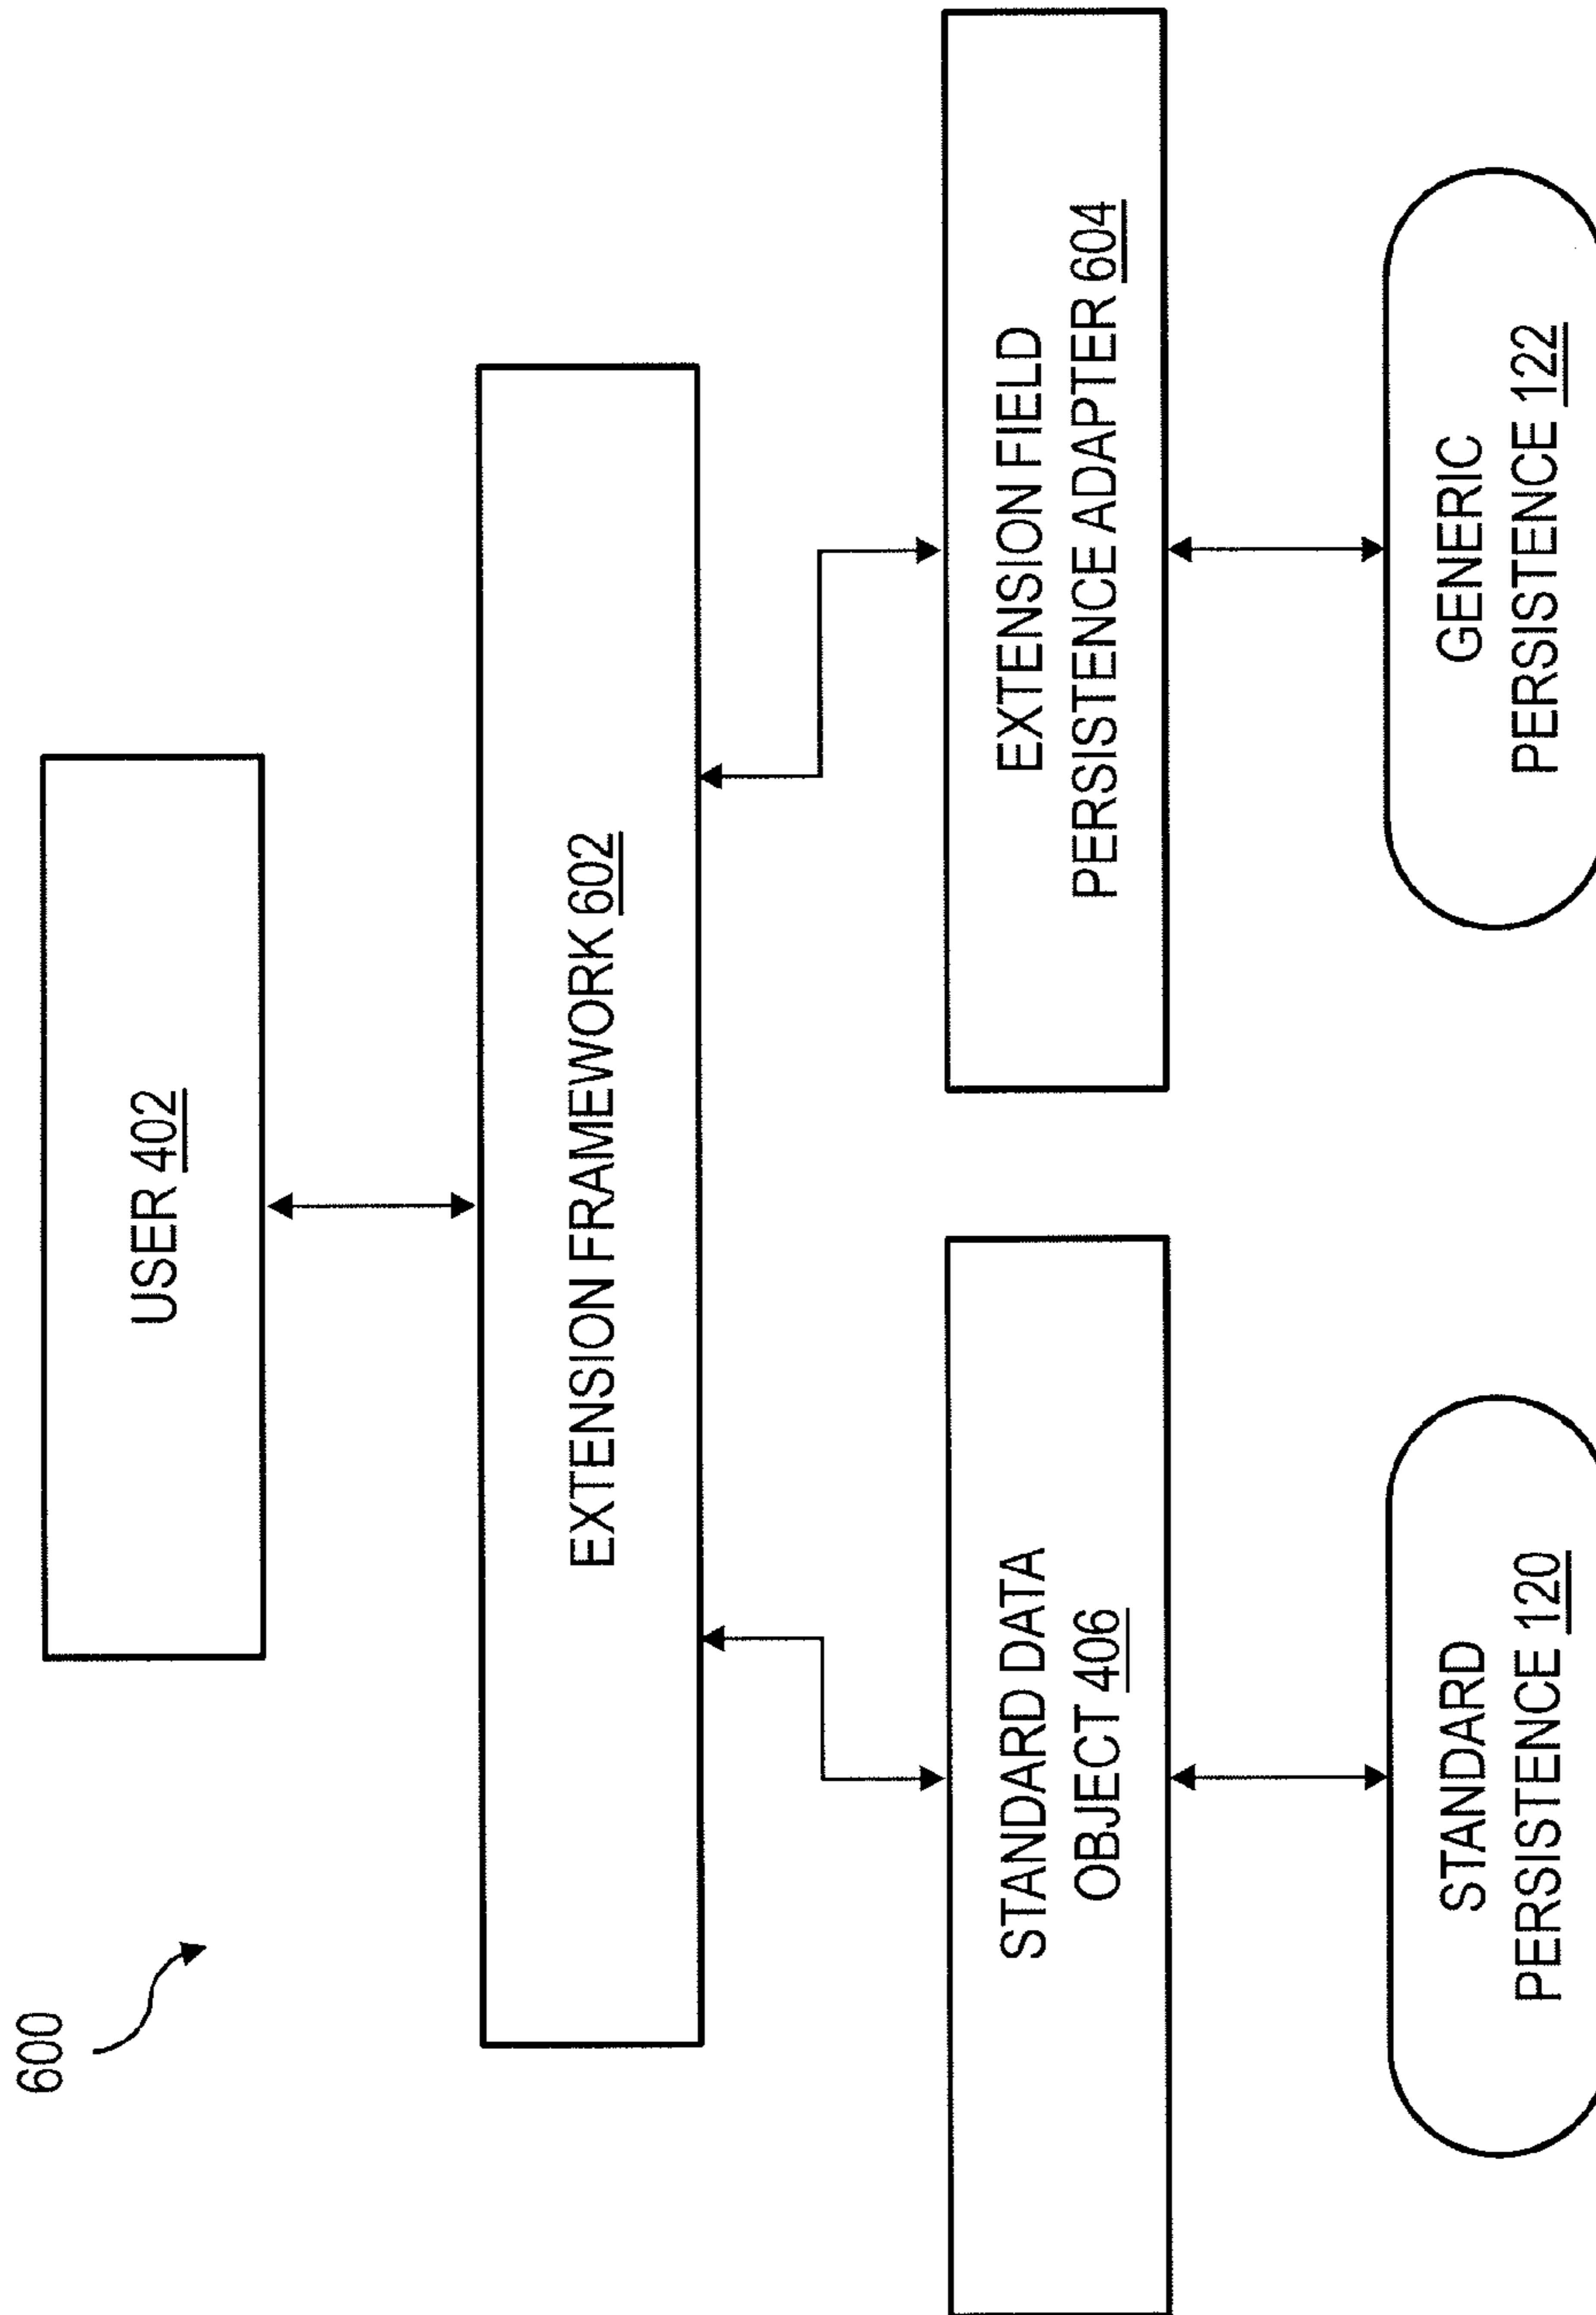 600
USER 402
EXTENSION FRAMEWORK 602
STANDARD DATA
OBJECT 406
EXTENSION FIELD
PERSISTENCE ADAPTER 604
STANDARD
PERSISTENCE 120
GENERIC
PERSISTENCE 122